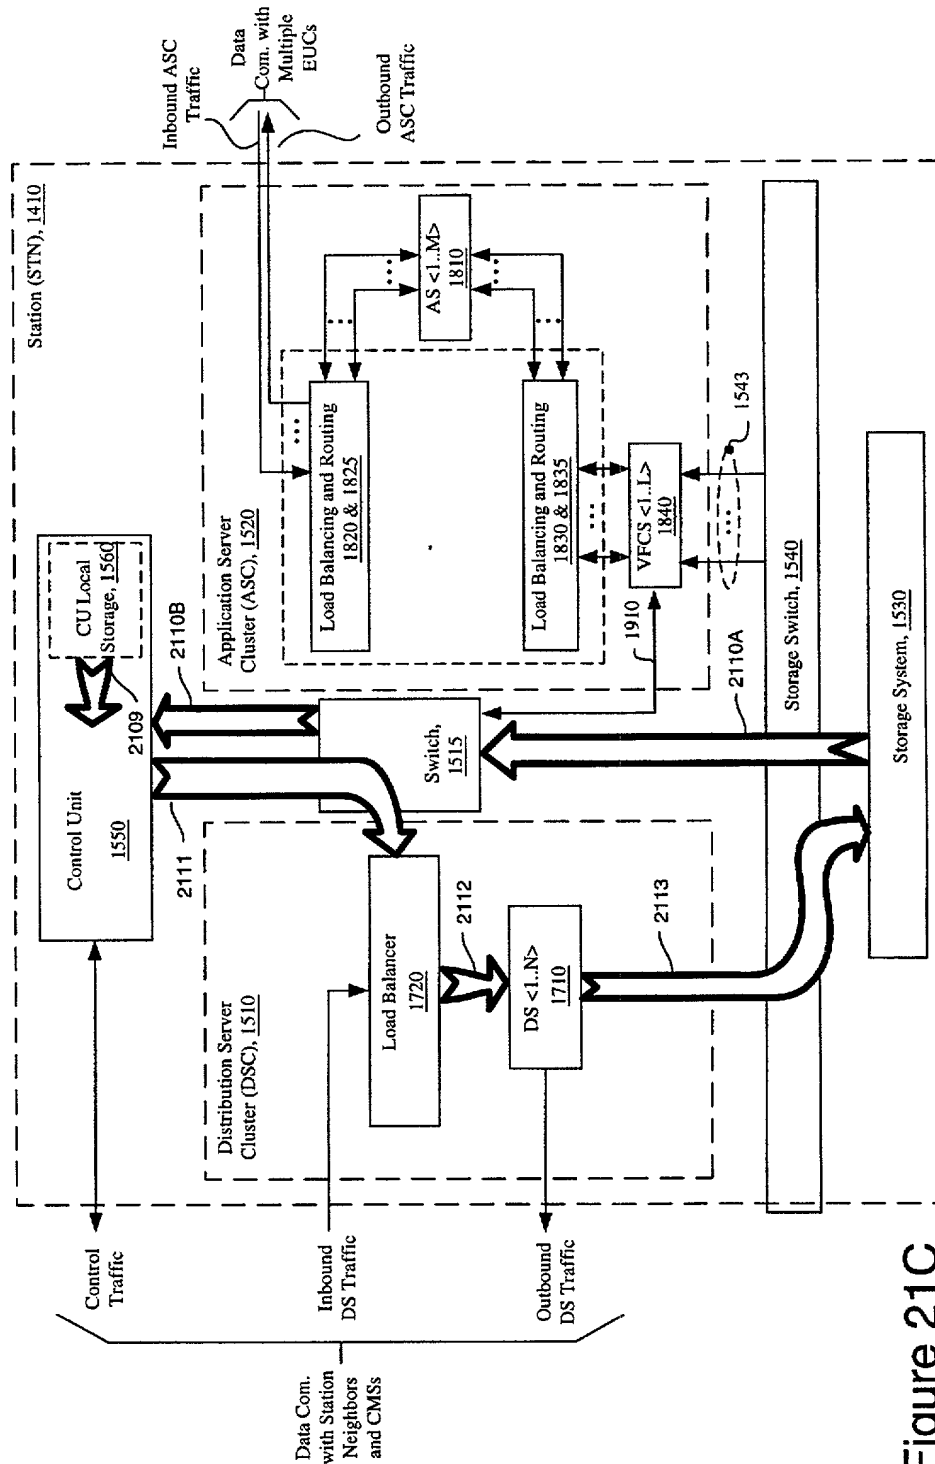 Station (STN), 1410
Control Unit
1550
CU Local
Storage, 1560
2109
2110B
2111
Control
Traffic
Data Com.
with Station
Neighbors
and CMSs
Inbound
DS Traffic
Outbound
DS Traffic
Distribution Server
Cluster (DSC), 1510
Load Balancer
1720
2112
DS <1..N>
1710
2113
Switch,
1515
Application Server
Cluster (ASC), 1520
Load Balancing and Routing
1820 & 1825
...
AS <1..M>
1810
...
...
...
...
Load Balancing and Routing
1830 & 1835
...
VFCS <1..L>
1840
1910
...
1543
2110A
Storage Switch, 1540
Storage System, 1530
Inbound ASC
Traffic
Data
Com. with
Multiple
EUCs
Outbound
ASC Traffic
Figure 21C